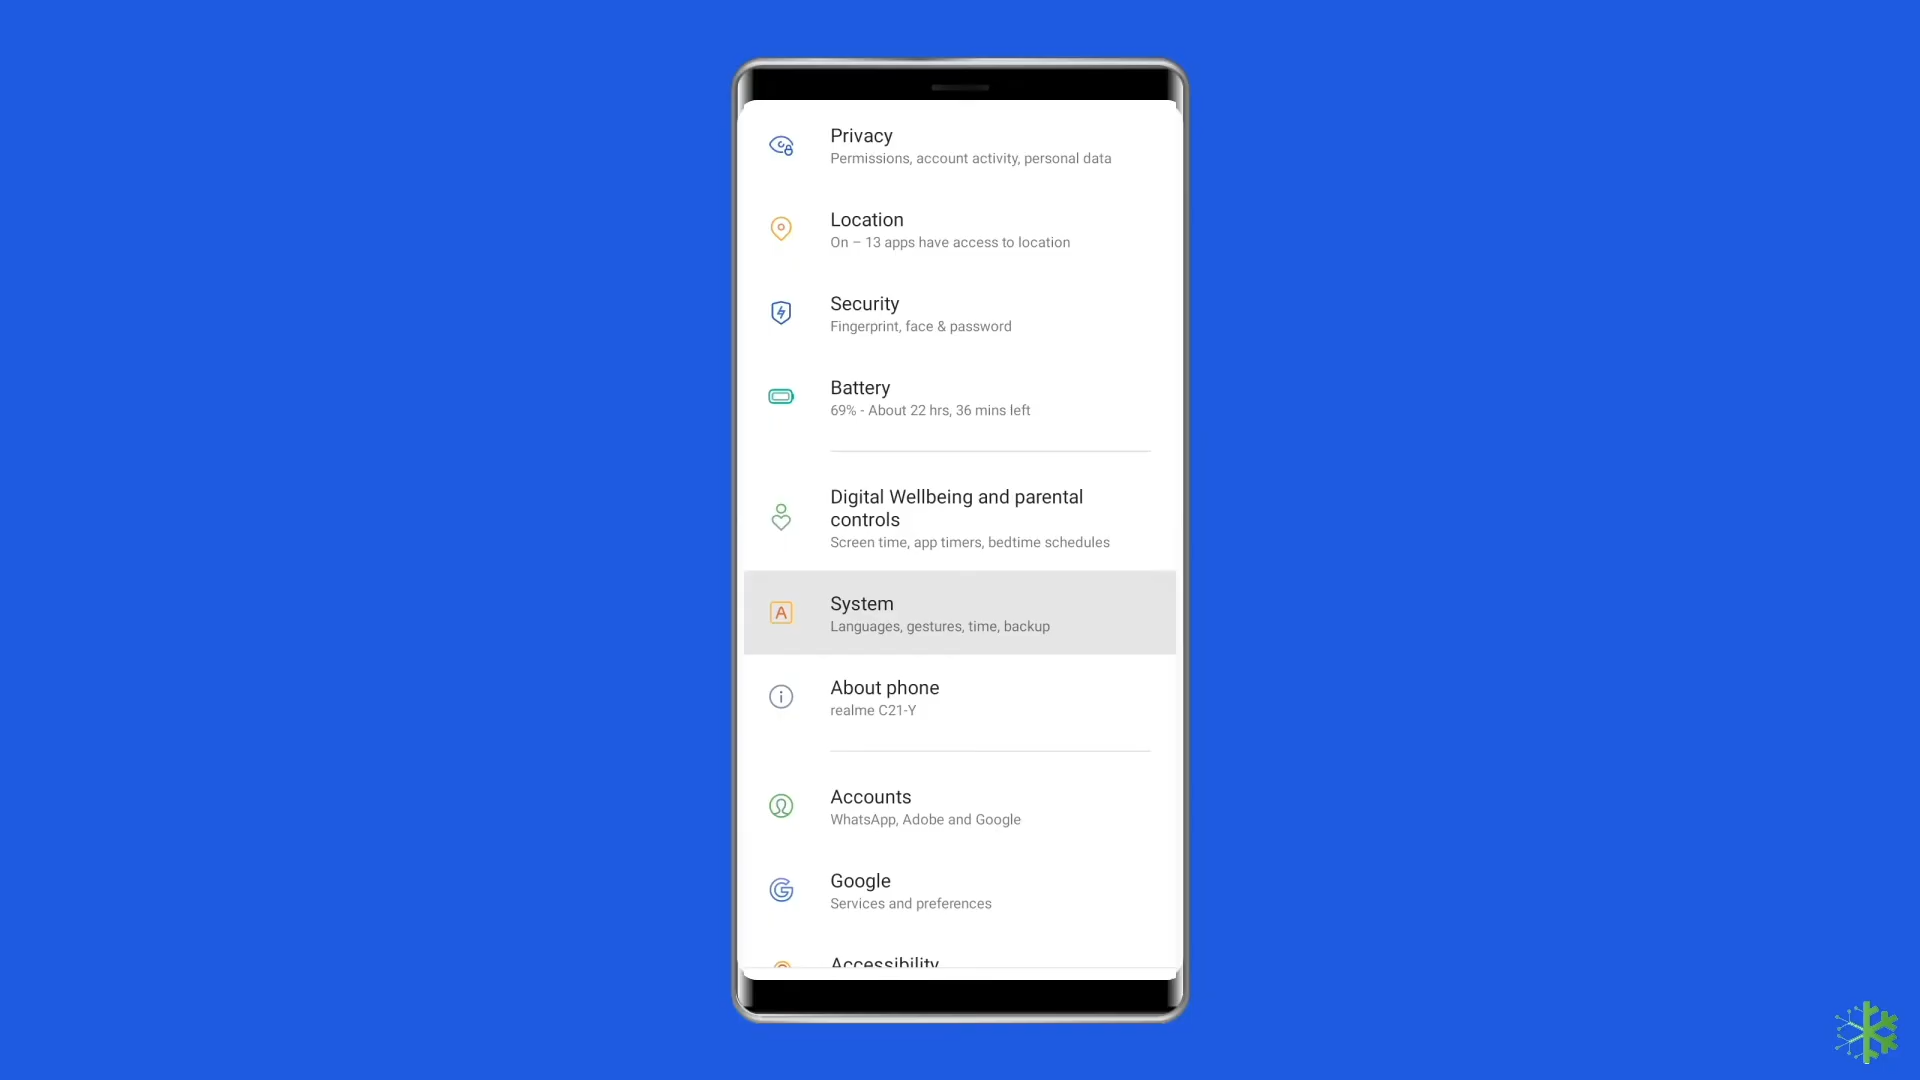 Privacy
Permissions, account activity, personal data
Location
On – 13 apps have access to location
Security
Fingerprint, face & password
Battery
69% - About 22 hrs, 36 mins left
Digital Wellbeing and parental
controls
Screen time, app timers, bedtime schedules
A
System
Languages, gestures, time, backup
About phone
realme C21-Y
Accounts
WhatsApp, Adobe and Google
Google
Services and preferences
Accessibility